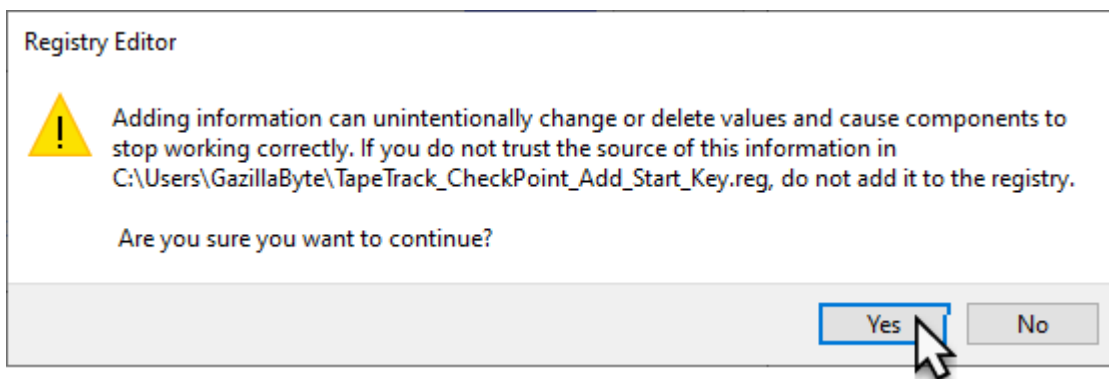 Registry Editor
Adding information can unintentionally change or delete values and cause components to
stop working correctly. If you do not trust the source of this information in
C:\Users\GazillaByte\TapeTrack_CheckPoint_Add_Start_Key.reg, do not add it to the registry.
Are you sure you want to continue?
Yes No